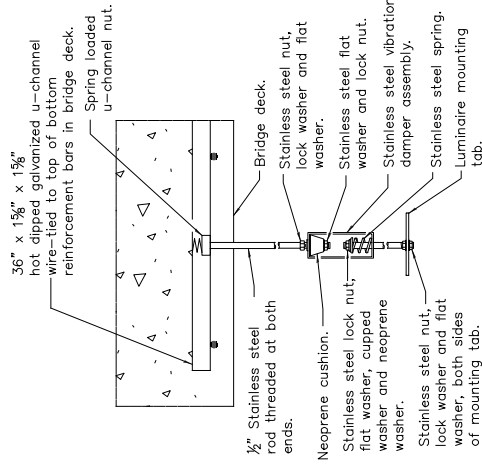 36" x 1⅝" x 1⅝"
hot dipped galvanized u-channel
wire-tied to top of bottom
reinforcement bars in bridge deck.
Spring loaded
u-channel nut.
Bridge deck.
Stainless steel nut,
lock washer and flat
washer.
Stainless steel flat
washer and lock nut.
Stainless steel vibration
damper assembly.
Stainless steel spring.
Luminaire mounting
tab.
½" Stainless steel
rod threaded at both
ends.
Neoprene cushion.
Stainless steel lock nut,
flat washer, cupped
washer and neoprene
washer.
Stainless steel nut,
lock washer and flat
washer, both sides
of mounting tab.